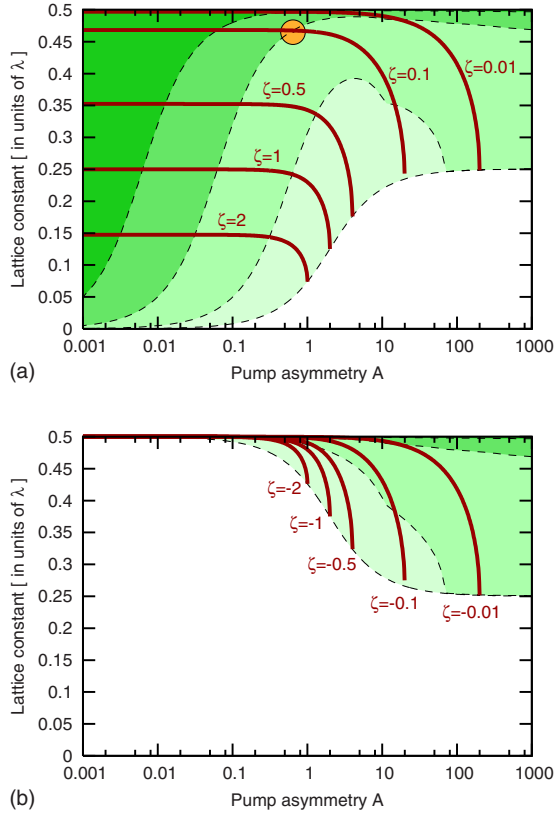 0.5
0.45
0.4
0.35
0.3
0.25
0.2
0.15
0.1
0.05
0
Lattice constant [ in units of λ ]
ζ=0.01
ζ=0.1
ζ=0.5
ζ=1
ζ=2
0.001 0.01 0.1 1 10 100 1000
(a)
Pump asymmetry A
0.5
0.45
0.4
0.35
0.3
0.25
0.2
0.15
0.1
0.05
0
Lattice constant [ in units of λ ]
ζ=-2
ζ=-1
ζ=-0.5
ζ=-0.1
ζ=-0.01
0.001 0.01 0.1 1 10 100 1000
(b)
Pump asymmetry A